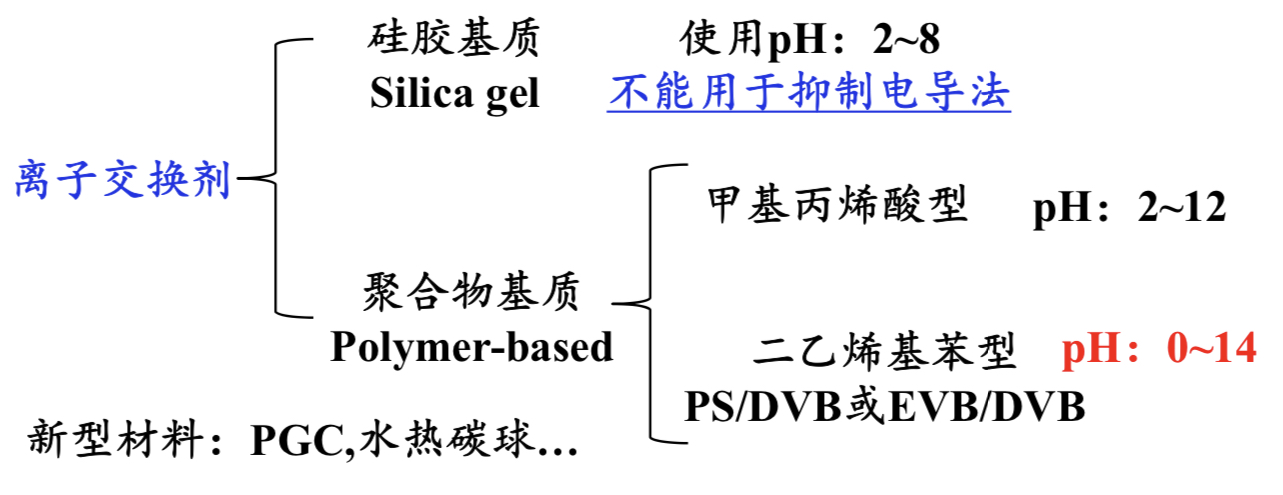 硅胶基质 使用pH：2~8
Silica gel 不能用于抑制电导法
离子交换剂
甲基丙烯酸型 pH：2~12
聚合物基质
Polymer-based
二乙烯基苯型 pH：0~14
PS/DVB或EVB/DVB
新型材料：PGC,水热碳球…